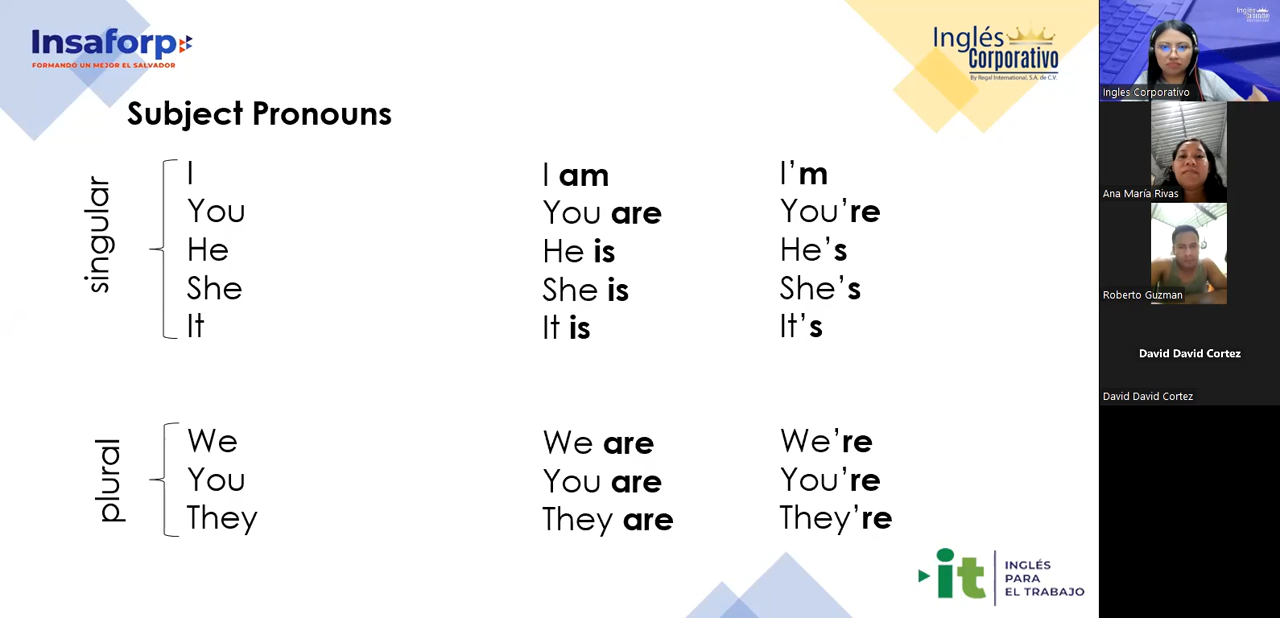 Insaforp
FORMANDO UN MEJOR EL SALVADOR
Inglés
Corporativo
By Regal International, S.A. de C.V.
Subject Pronouns
singular
I
You
He
She
It
I am
You are
He is
She is
It is
I'm
You're
He's
She's
It's
plural
We
You
They
We are
You are
They are
We're
You're
They're
it
INGLÉS
PARA
EL TRABAJO
Inglés
Corporativo
Ingles Corporativo
Ana María Rivas
Roberto Guzman
David David Cortez
David David Cortez